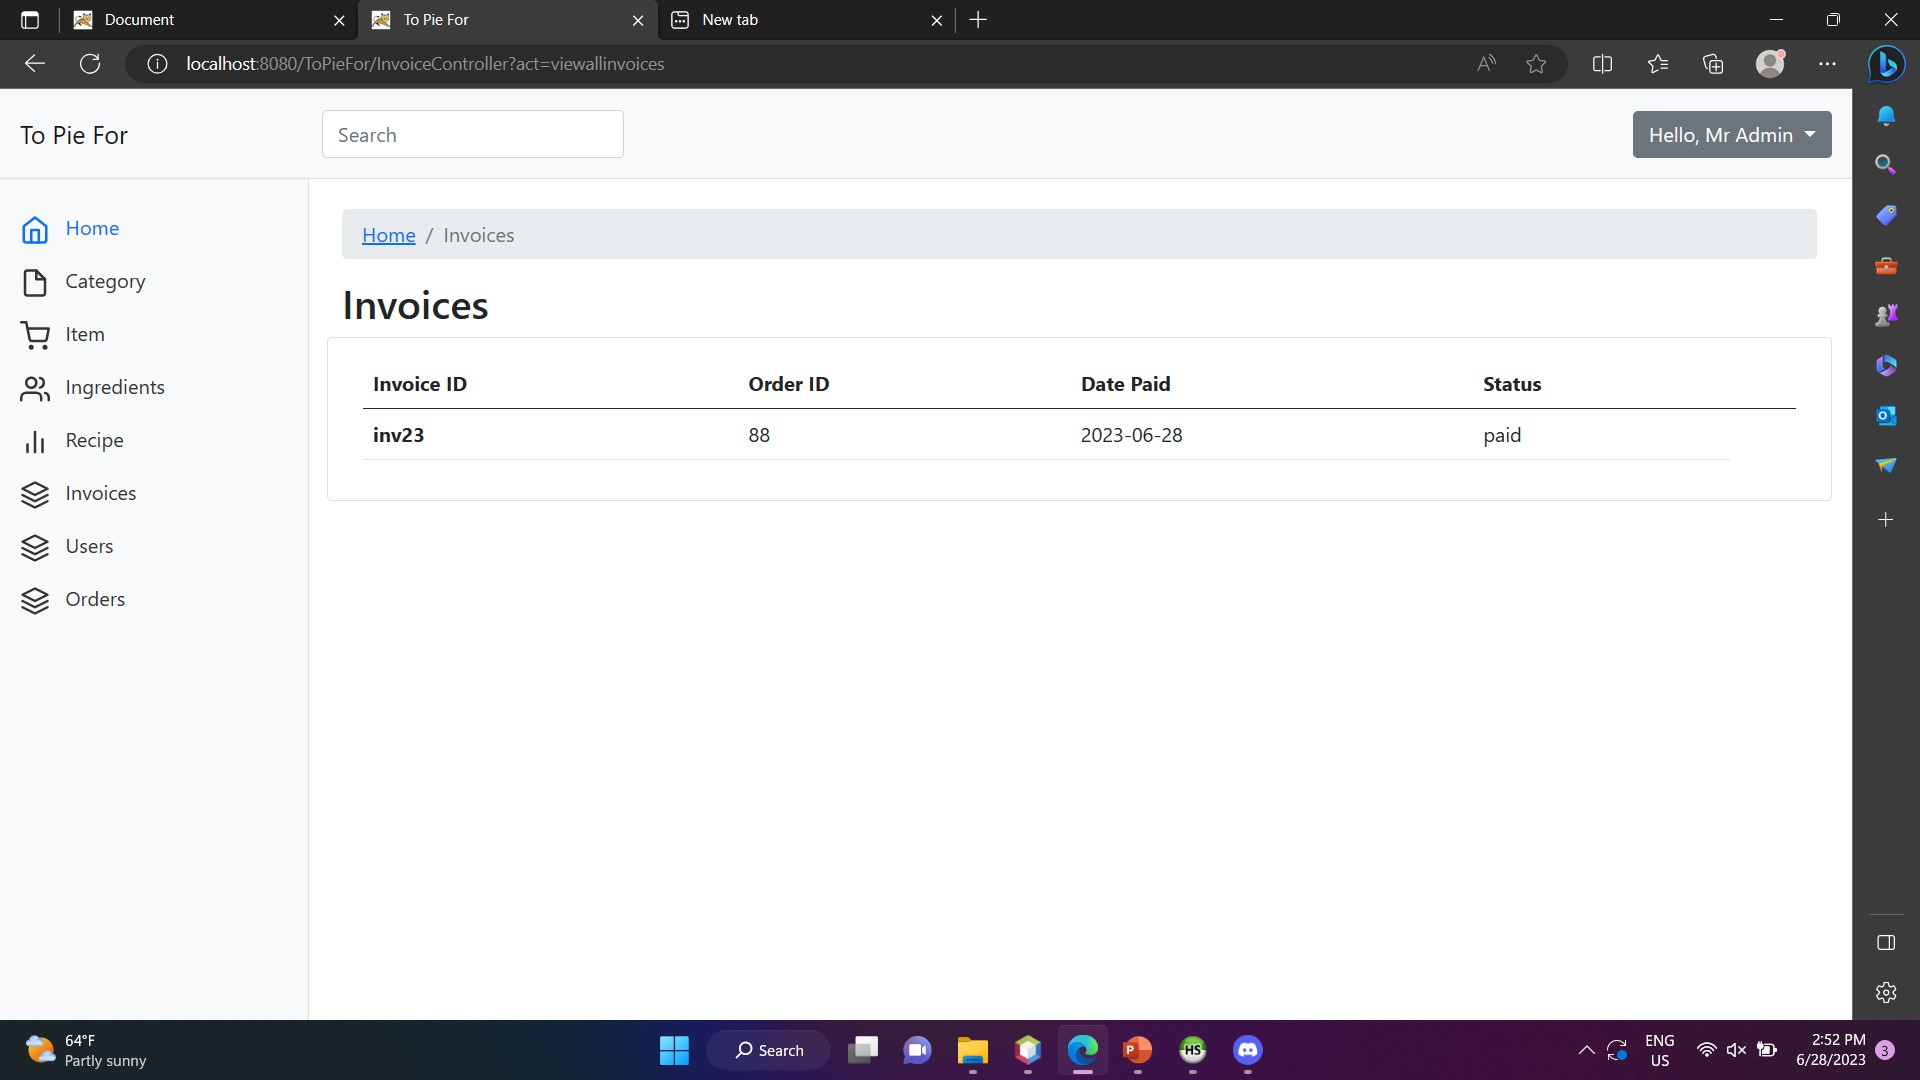 Document
To Pie For
New tab
localhost:8080/ToPieFor/InvoiceController?act=viewallinvoices
To Pie For
Search
Hello, Mr Admin
Home
Category
Item
Ingredients
Recipe
Invoices
Users
Orders
Home / Invoices
Invoices
Invoice ID Order ID Date Paid Status
inv23 88 2023-06-28 paid
64°F
Partly sunny
Search
P
HS
ENG
US
2:52 PM
6/28/2023
3